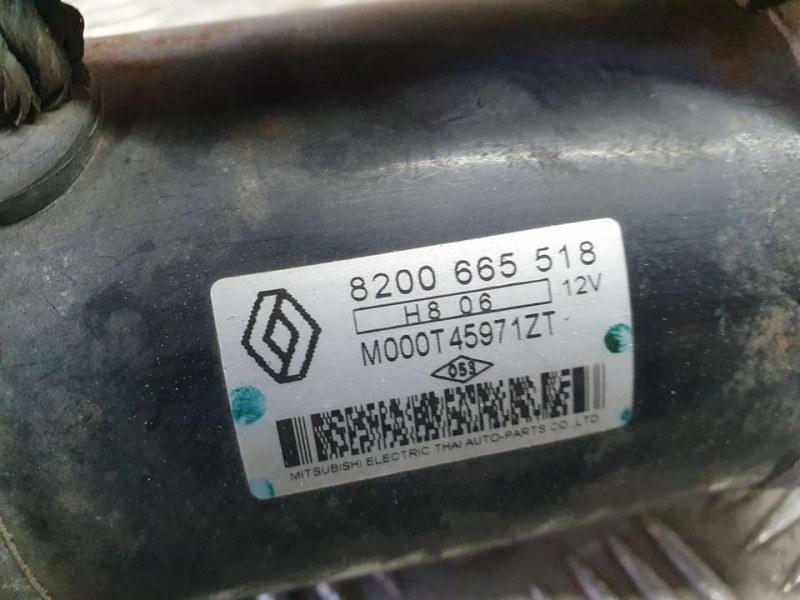 8200 665 518
H8 06 12V
M000T45971ZT
053
MITSUBISHI ELECTRIC THAI AUTO-PARTS CO.,LTD.